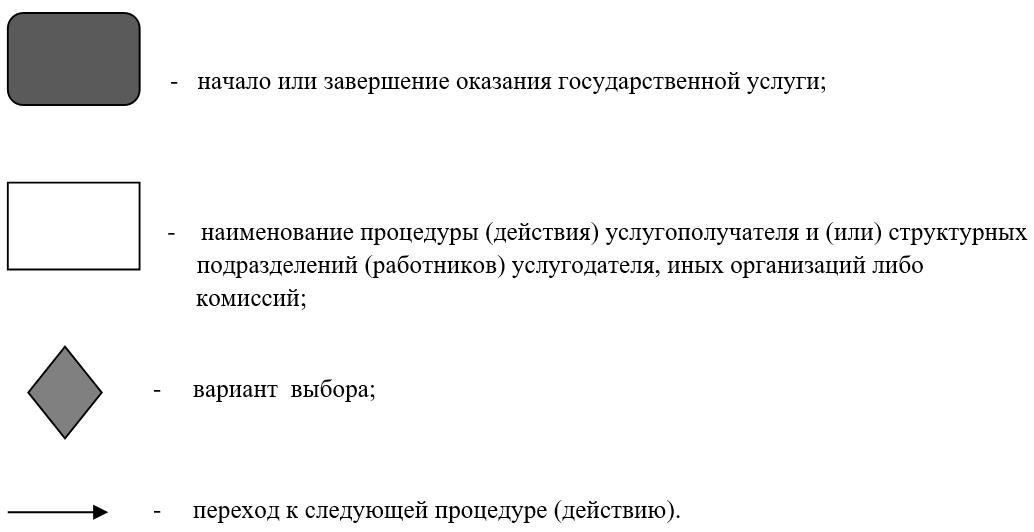 - начало или завершение оказания государственной услуги;
- наименование процедуры (действия) услугополучателя и (или) структурных
подразделений (работников) услугодателя, иных организаций либо
комиссий;
- вариант выбора;
- переход к следующей процедуре (действию).